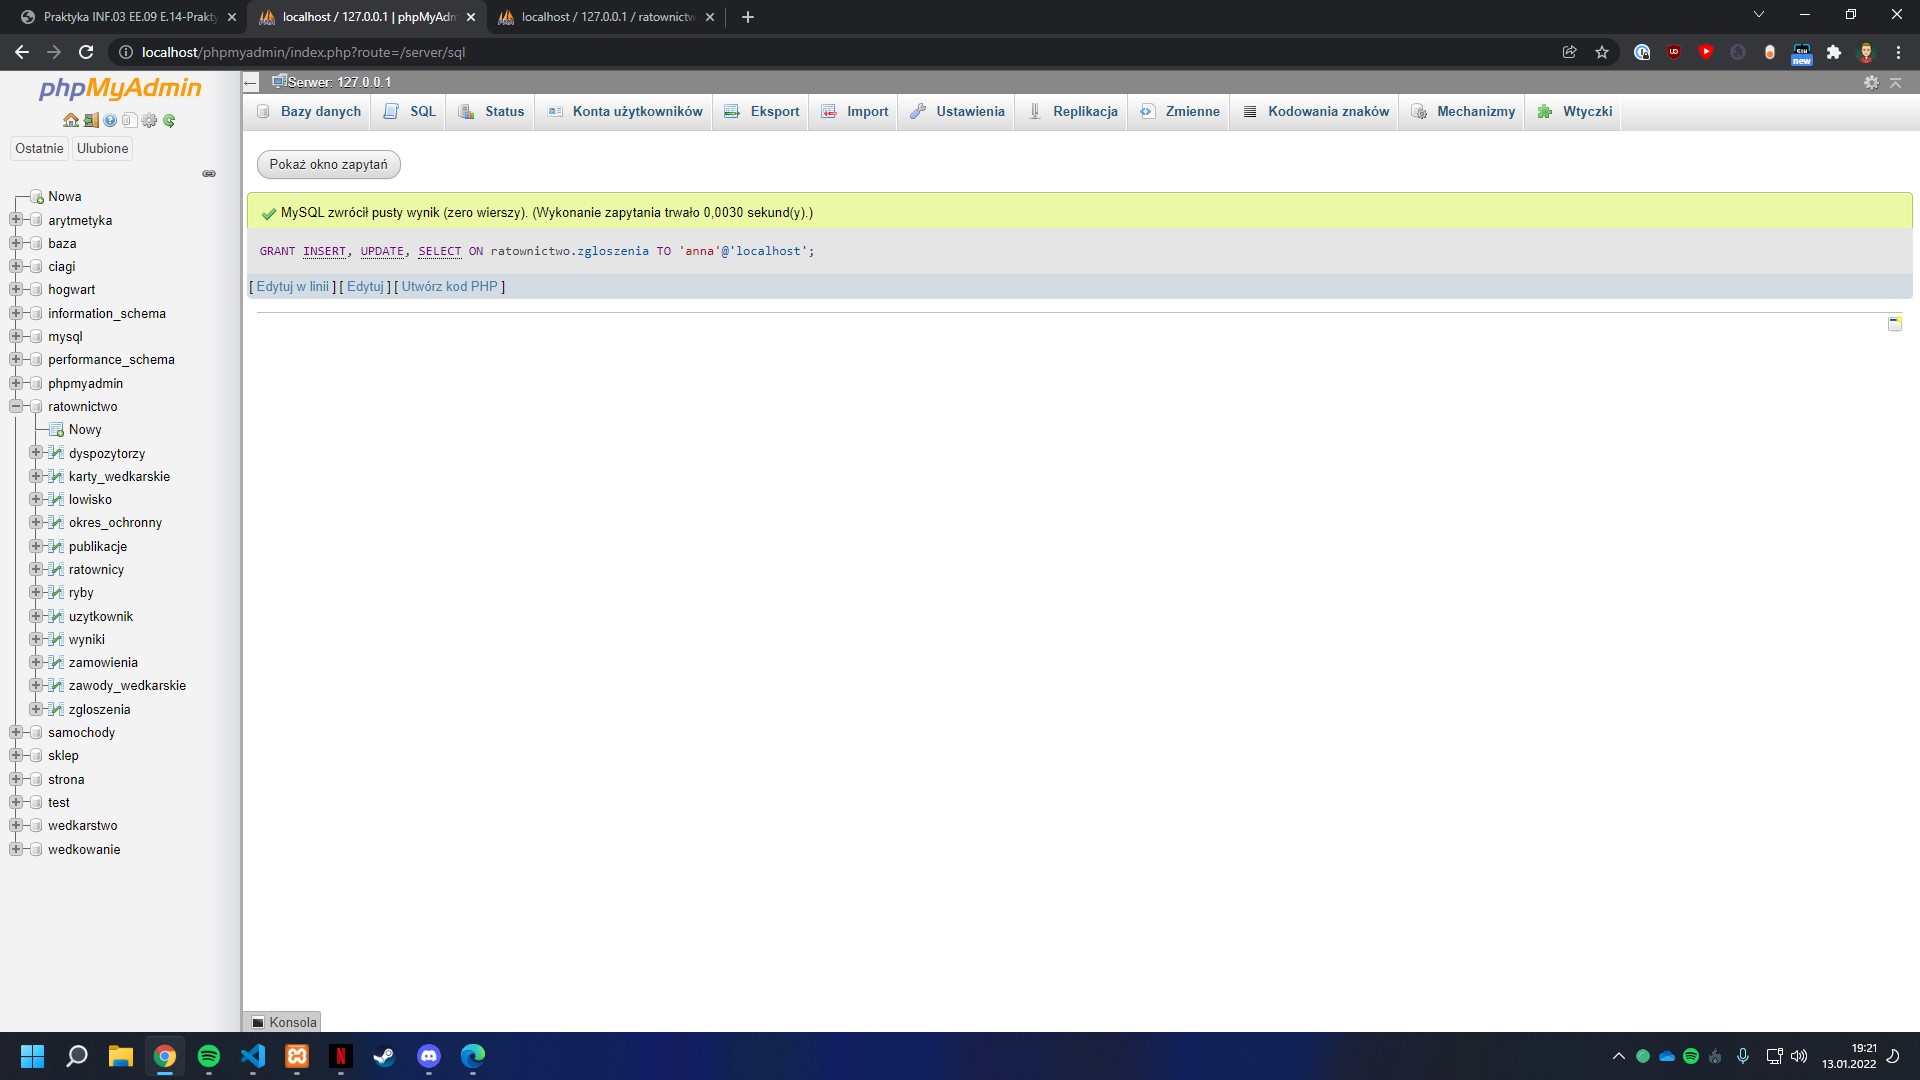 Praktyka INF.03 EE.09 E.14-Prakty
localhost / 127.0.0.1 | phpMyAdm
localhost / 127.0.0.1 / ratownictw
localhost/phpmyadmin/index.php?route=/server/sql
new
phpMyAdmin
Ostatnie
Ulubione
Nowa
arytmetyka
baza
ciagi
hogwart
information_schema
mysql
performance_schema
phpmyadmin
ratownictwo
Nowy
dyspozytorzy
karty_wedkarskie
lowisko
okres_ochronny
publikacje
ratownicy
ryby
uzytkownik
wyniki
zamowienia
zawody_wedkarskie
zgloszenia
samochody
sklep
strona
test
wedkarstwo
wedkowanie
Serwer: 127.0.0.1
Bazy danych
SQL
Status
Konta użytkowników
Eksport
Import
Ustawienia
Replikacja
Zmienne
Kodowania znaków
Mechanizmy
Wtyczki
Pokaż okno zapytań
MySQL zwrócił pusty wynik (zero wierszy). (Wykonanie zapytania trwało 0,0030 sekund(y).)
GRANT INSERT, UPDATE, SELECT ON ratownictwo.zgloszenia TO 'anna'@'localhost';
[ Edytuj w linii ] [ Edytuj ] [ Utwórz kod PHP ]
Konsola
19:21
13.01.2022